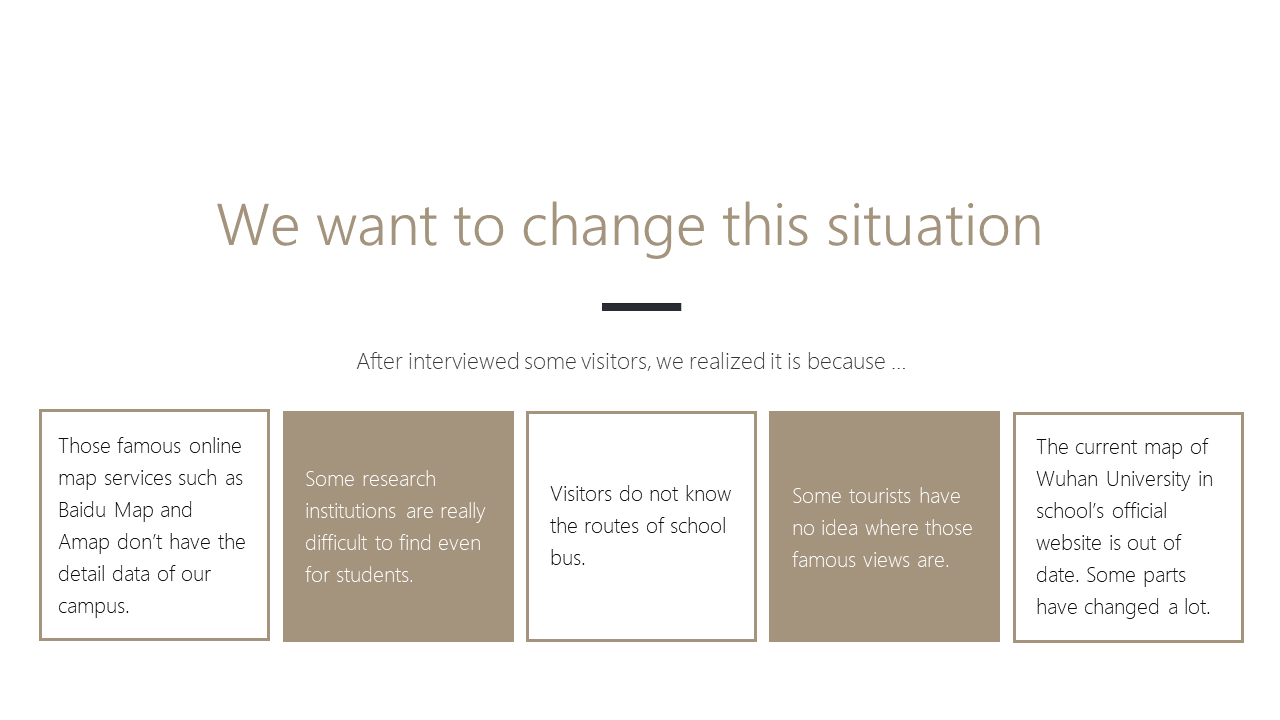 We want to change this situation
After interviewed some visitors, we realized it is because ...
Those famous online
map services such as
Baidu Map and
Amap don’t have the
detail data of our
campus.
Some research
institutions are really
difficult to find even
for students.
Visitors do not know
the routes of school
bus.
Some tourists have
no idea where those
famous views are.
The current map of
Wuhan University in
school’s official
website is out of
date. Some parts
have changed a lot.